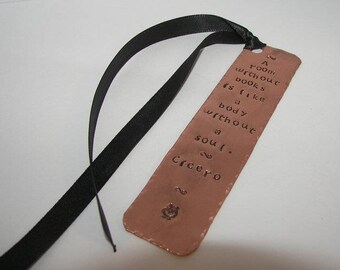 ~ A
room
without
books
is like
a
body
without
a
soul.
~
Cicero
~